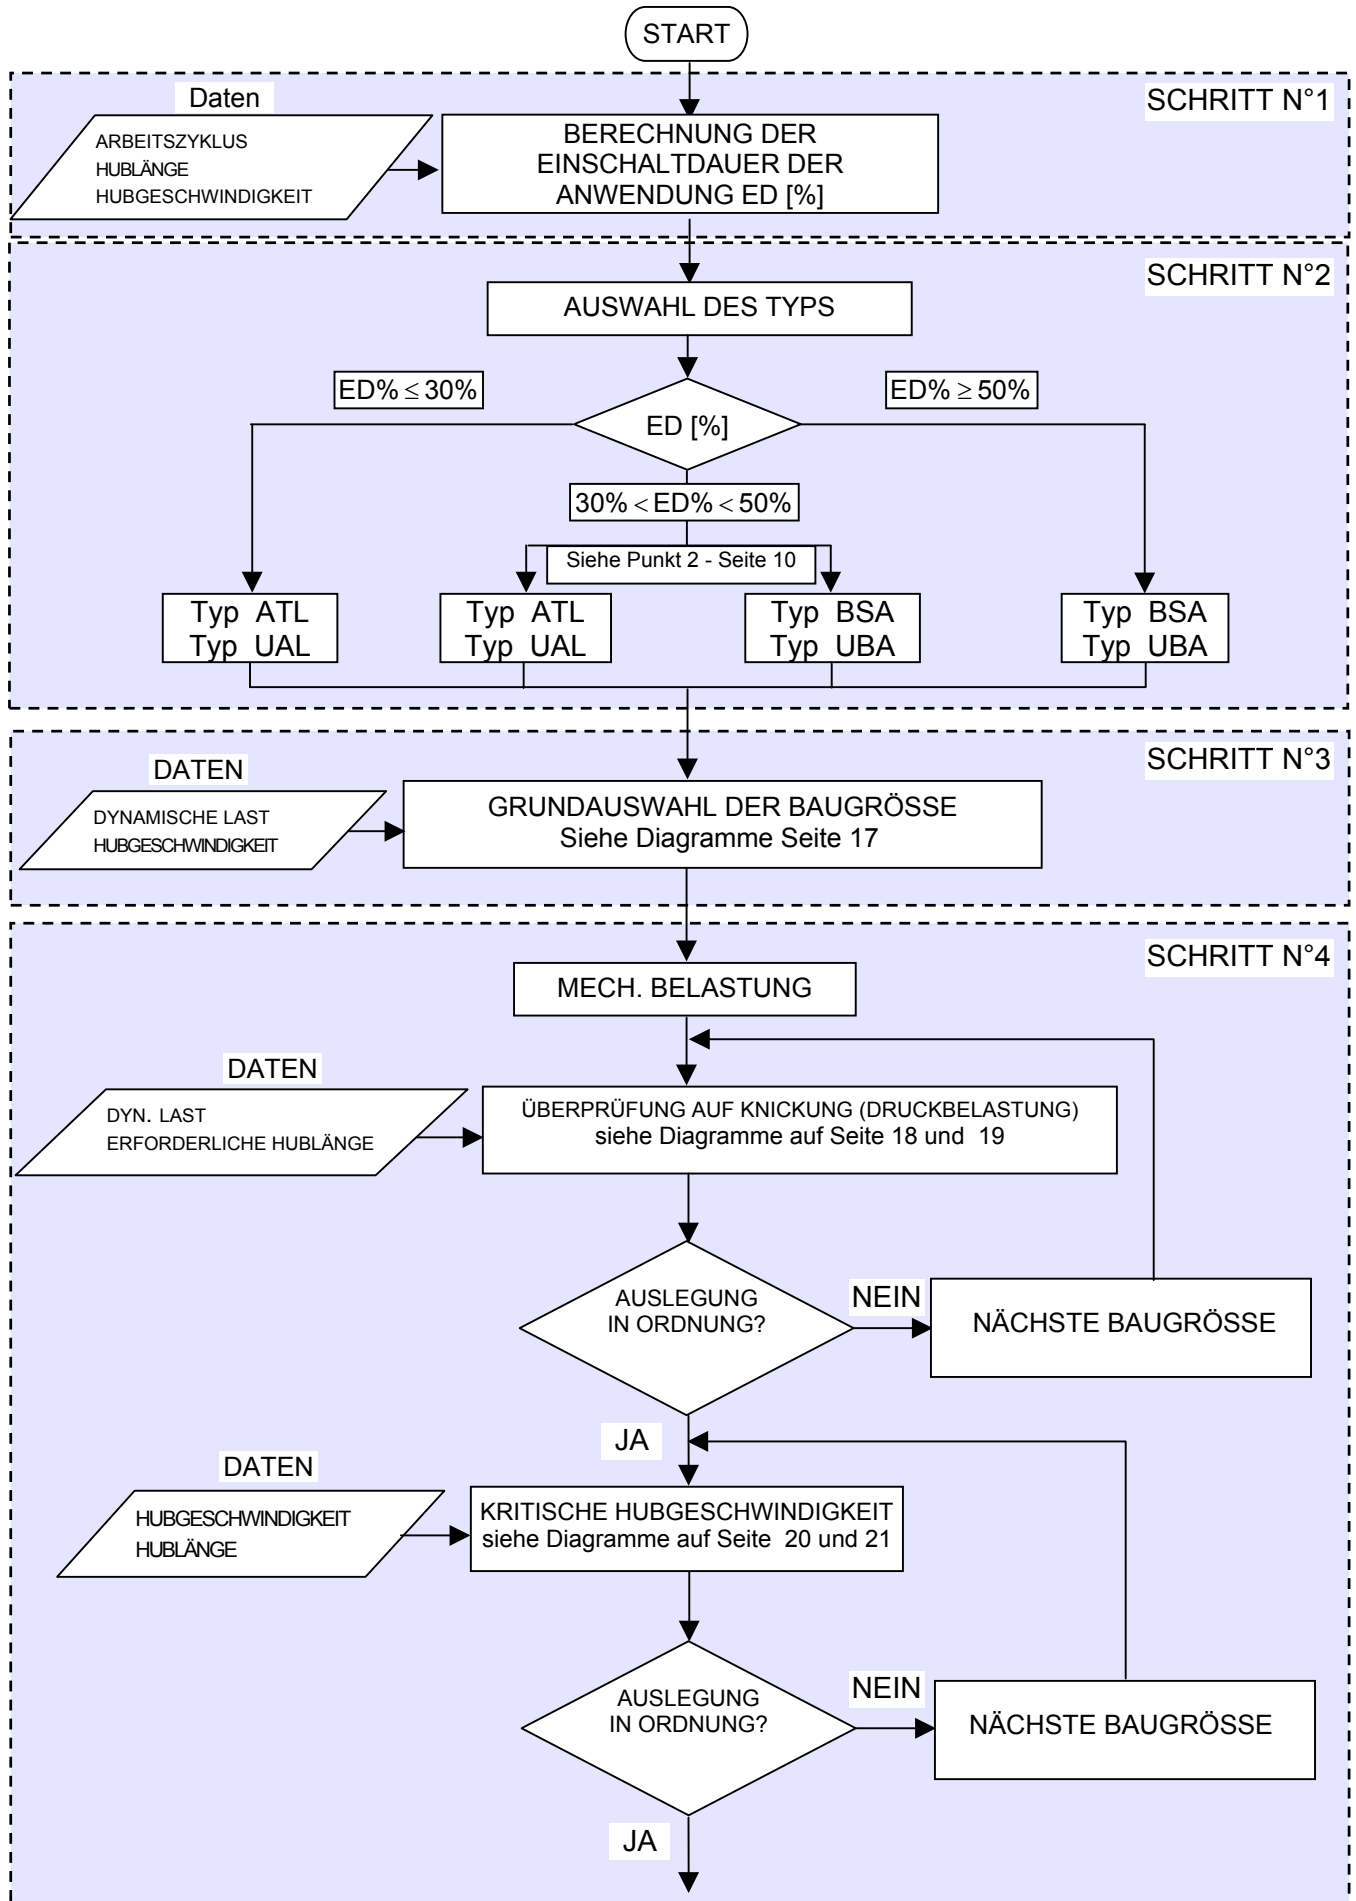 START
Daten
SCHRITT N°1
ARBEITSZYKLUS
HUBLÄNGE
HUBGESCHWINDIGKEIT
BERECHNUNG DER
EINSCHALTDAUER DER
ANWENDUNG ED [%]
SCHRITT N°2
AUSWAHL DES TYPS
ED% ≤ 30%
ED% ≥ 50%
ED [%]
30% < ED% < 50%
Siehe Punkt 2 - Seite 10
Typ ATL
Typ UAL
Typ ATL
Typ UAL
Typ BSA
Typ UBA
Typ BSA
Typ UBA
SCHRITT N°3
DATEN
DYNAMISCHE LAST
HUBGESCHWINDIGKEIT
GRUNDAUSWAHL DER BAUGRÖSSE
Siehe Diagramme Seite 17
SCHRITT N°4
MECH. BELASTUNG
DATEN
DYN. LAST
ERFORDERLICHE HUBLÄNGE
ÜBERPRÜFUNG AUF KNICKUNG (DRUCKBELASTUNG)
siehe Diagramme auf Seite 18 und 19
AUSLEGUNG
IN ORDNUNG?
NEIN
NÄCHSTE BAUGRÖSSE
JA
DATEN
HUBGESCHWINDIGKEIT
HUBLÄNGE
KRITISCHE HUBGESCHWINDIGKEIT
siehe Diagramme auf Seite 20 und 21
AUSLEGUNG
IN ORDNUNG?
NEIN
NÄCHSTE BAUGRÖSSE
JA